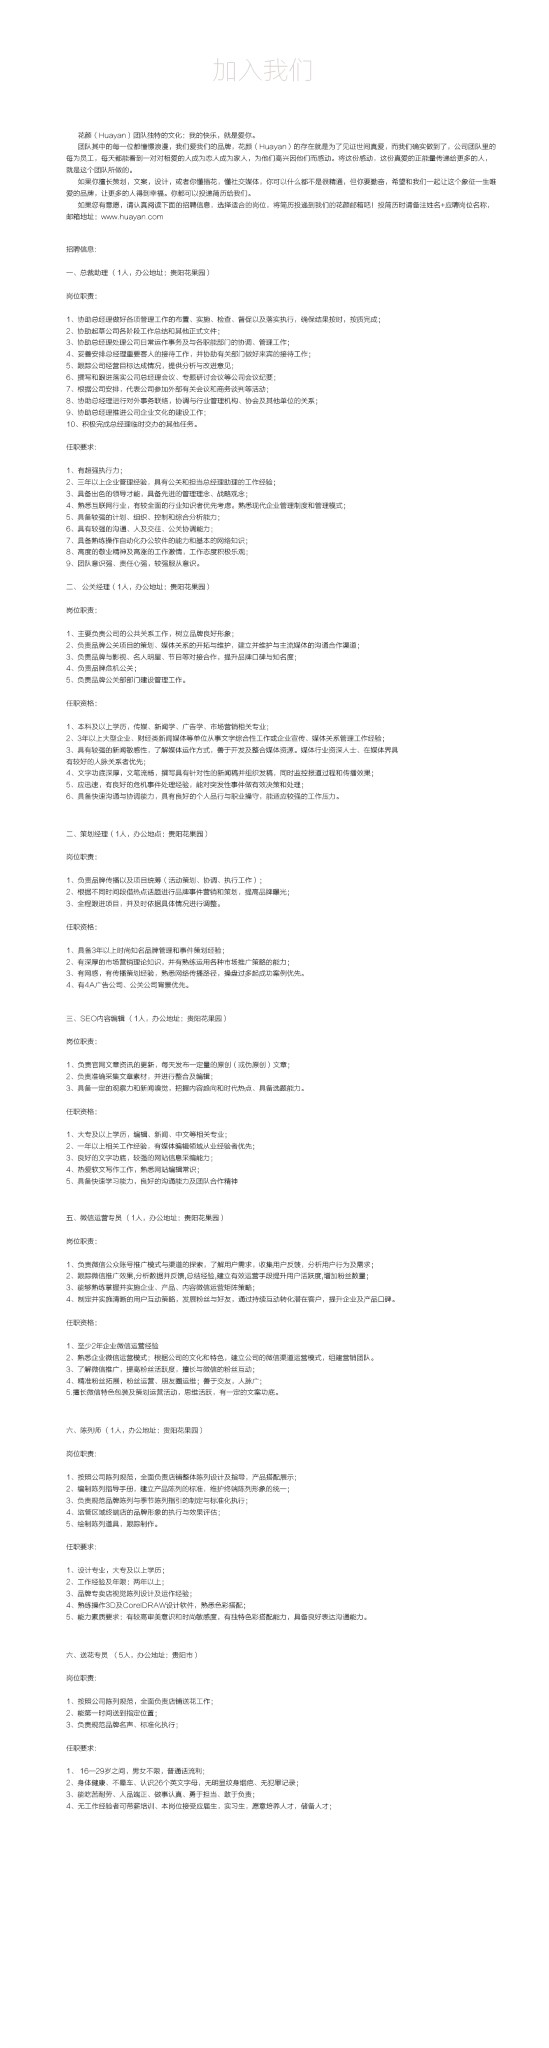 加入我们
花颜（Huayan）团队独特的文化：我的快乐，就是爱你。
团队其中的每一位都懂憬浪漫，我们爱我们的品牌，花颜（Huayan）的存在就是为了见证世间真爱，而我们确实做到了，公司团队里的
每为员工，每天都能看到一对对相爱的人成为恋人成为家人，为他们高兴因他们而感动。将这份感动，这份真爱的正能量传递给更多的人，
就是这个团队所做的。
如果你擅长策划，文案，设计，或者你懂插花，懂社交媒体，你可以什么都不是很精通，但你要勤奋，希望和我们一起让这个象征一生唯
爱的品牌，让更多的人得到幸福。你都可以投递简历给我们。
如果您有意愿，请认真阅读下面的招聘信息，选择适合的岗位，将简历投递到我们的花颜邮箱吧！投简历时请备注姓名+应聘岗位名称，
邮箱地址：www.huayan.com
招聘信息：
一、总裁助理 （1人，办公地址：贵阳花果园）
岗位职责：
1、协助总经理做好各项管理工作的布置、实施、检查、督促以及落实执行，确保结果按时，按质完成；
2、协助起草公司各阶段工作总结和其他正式文件；
3、协助总经理处理公司日常运作事务及与各职能部门的协调、管理工作；
4、妥善安排总经理重要客人的接待工作，并协助有关部门做好来宾的接待工作；
5、跟踪公司经营目标达成情况，提供分析与改进意见；
6、撰写和跟进落实公司总经理会议、专题研讨会议等公司会议纪要；
7、根据公司安排，代表公司参加外部有关会议和商务谈判等活动；
8、协助总经理进行对外事务联络，协调与行业管理机构、协会及其他单位的关系；
9、协助总经理推进公司企业文化的建设工作；
10、积极完成总经理临时交办的其他任务。
任职要求：
1、有超强执行力；
2、三年以上企业管理经验，具有公关和担当总经理助理的工作经验；
3、具备出色的领导才能，具备先进的管理理念、战略观念；
4、熟悉互联网行业，有较全面的行业知识者优先考虑。熟悉现代企业管理制度和管理模式；
5、具备较强的计划、组织、控制和综合分析能力；
6、具有较强的沟通、人及交往、公关协调能力；
7、具备熟练操作自动化办公软件的能力和基本的网络知识；
8、高度的敬业精神及高涨的工作激情，工作态度积极乐观；
9、团队意识强、责任心强，较强服从意识。
二、 公关经理（1人，办公地址：贵阳花果园）
岗位职责：
1、主要负责公司的公共关系工作，树立品牌良好形象；
2、负责品牌公关项目的策划，媒体关系的开拓与维护，建立并维护与主流媒体的沟通合作渠道；
3、负责品牌与影视、名人明星、节目等对接合作，提升品牌口碑与知名度；
4、负责品牌危机公关；
5、负责品牌公关部部门建设管理工作。
任职资格：
1、本科及以上学历，传媒、新闻学、广告学、市场营销相关专业；
2、3年以上大型企业、财经类新闻媒体等单位从事文字综合性工作或企业宣传、媒体关系管理工作经验；
3、具有较强的新闻敏感性，了解媒体运作方式，善于开发及整合媒体资源。媒体行业资深人士、在媒体界具
有较好的人脉关系者优先；
4、文字功底深厚，文笔流畅，撰写具有针对性的新闻稿并组织发稿，同时监控报道过程和传播效果；
5、应迅速，有良好的危机事件处理经验，能对突发性事件做有效决策和处理；
6、具备快速沟通与协调能力，具有良好的个人品行与职业操守，能适应较强的工作压力。
二、策划经理（1人，办公地点：贵阳花果园）
岗位职责：
1、负责品牌传播以及项目统筹（活动策划、协调、执行工作）；
2、根据不同时间段借热点话题进行品牌事件营销和策划，提高品牌曝光；
3、全程跟进项目，并及时依据具体情况进行调整。
任职资格：
1、具备3年以上时尚知名品牌管理和事件策划经验；
2、有深厚的市场营销理论知识，并有熟练运用各种市场推广策略的能力；
3、有网感，有传播策划经验，熟悉网络传播路径，操盘过多起成功案例优先。
4、有4A广告公司、公关公司背景优先。
三、SEO内容编辑 （1人，办公地址：贵阳花果园）
岗位职责：
1、负责官网文章资讯的更新，每天发布一定量的原创（或伪原创）文章；
2、负责准确采集文章素材，并进行整合及编辑；
3、具备一定的观察力和新闻嗅觉，把握内容趋向和时代热点，具备选题能力。
任职资格：
1、大专及以上学历，编辑、新闻、中文等相关专业；
2、一年以上相关工作经验，有媒体编辑领域从业经验者优先；
3、良好的文字功底，较强的网站信息采编能力；
4、热爱软文写作工作，熟悉网站编辑常识；
5、具备快速学习能力，良好的沟通能力及团队合作精神
五、微信运营专员 （1人，办公地址：贵阳花果园）
岗位职责：
1、负责微信公众账号推广模式与渠道的探索，了解用户需求，收集用户反馈，分析用户行为及需求；
2、跟踪微信推广效果,分析数据并反馈,总结经验,建立有效运营手段提升用户活跃度,增加粉丝数量；
3、能够熟练掌握并实施企业、产品、内容微信运营矩阵策略；
4、制定并实施清晰的用户互动策略，发展粉丝与好友，通过持续互动转化潜在客户，提升企业及产品口碑。
任职资格：
1、至少2年企业微信运营经验
2、熟悉企业微信运营模式：根据公司的文化和特色，建立公司的微信渠道运营模式，组建营销团队。
3、了解微信推广，提高粉丝活跃度，擅长与微信的粉丝互动；
4、精准粉丝拓展，粉丝运营，朋友圈运维；善于交友，人脉广；
5.擅长微信特色包装及策划运营活动，思维活跃，有一定的文案功底。
六、陈列师（1人，办公地址：贵阳花果园）
岗位职责：
1、按照公司陈列规范，全面负责店铺整体陈列设计及指导，产品搭配展示；
2、编制陈列指导手册，建立产品陈列的标准，维护终端陈列形象的统一；
3、负责规范品牌陈列与季节陈列指引的制定与标准化执行；
4、监管区域终端店的品牌形象的执行与效果评估；
5、绘制陈列道具，跟踪制作。
任职要求：
1、设计专业，大专及以上学历；
2、工作经验及年限：两年以上；
3、品牌专卖店视觉陈列设计及运作经验；
4、熟练操作3D及CorelDRAW设计软件，熟悉色彩搭配；
5、能力素质要求：有较高审美意识和时尚敏感度，有独特色彩搭配能力，具备良好表达沟通能力。
六、送花专员 （5人，办公地址：贵阳市）
岗位职责：
1、按照公司陈列规范，全面负责店铺送花工作；
2、能第一时间送到指定位置；
3、负责规范品牌名声、标准化执行；
任职要求：
1、 16—29岁之间，男女不限，普通话流利；
2、身体健康、不晕车、认识26个英文字母，无明显纹身烟疤、无犯罪记录；
3、能吃苦耐劳、人品端正、做事认真、勇于担当、敢于负责；
4、无工作经验者可带薪培训、本岗位接受应届生，实习生，愿意培养人才，储备人才；